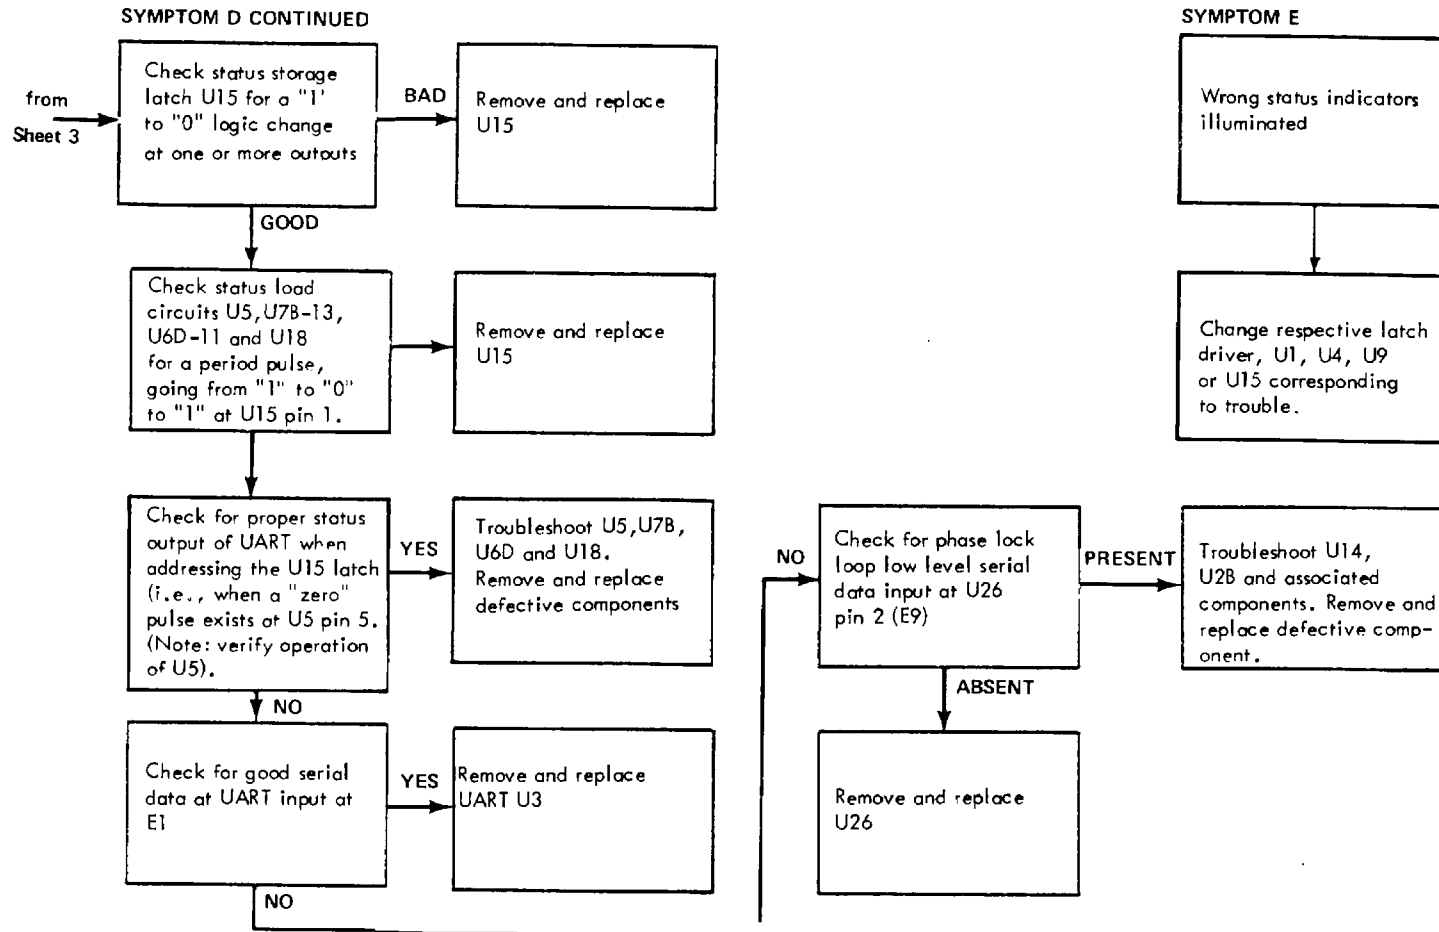 SYMPTOM D CONTINUED
from
Sheet 3
Check status storage
latch U15 for a "1'
to "0" logic change
at one or more outputs
BAD
Remove and replace
U15
GOOD
Check status load
circuits U5,U7B-13,
U6D-11 and U18
for a period pulse,
going from "1" to "0"
to "1" at U15 pin 1.
Remove and replace
U15
Check for proper status
output of UART when
addressing the U15 latch
(i.e., when a "zero"
pulse exists at U5 pin 5.
(Note: verify operation
of U5).
YES
Troubleshoot U5,U7B,
U6D and U18.
Remove and replace
defective components
NO
Check for good serial
data at UART input at
E1
YES
Remove and replace
UART U3
NO
NO
Check for phase lock
loop low level serial
data input at U26
pin 2 (E9)
PRESENT
Troubleshoot U14,
U2B and associated
components. Remove and
replace defective comp-
onent.
ABSENT
Remove and replace
U26
SYMPTOM E
Wrong status indicators
illuminated
Change respective latch
driver, U1, U4, U9
or U15 corresponding
to trouble.